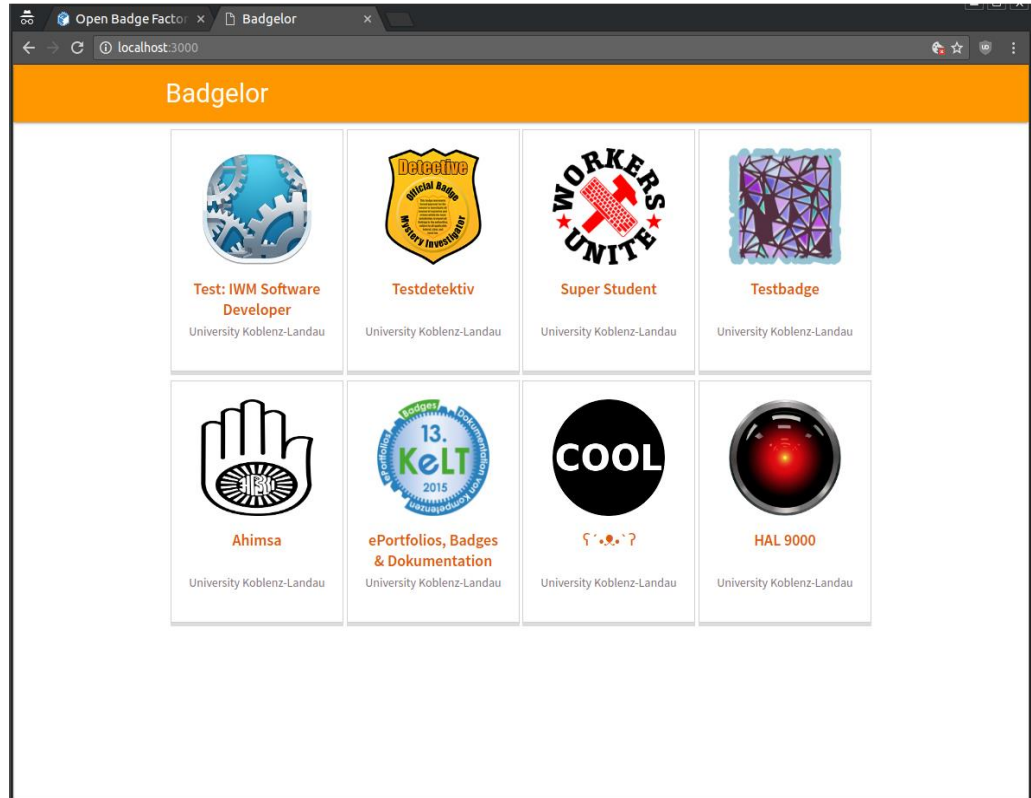 Open Badge Factor
Badgelor
localhost:3000
Badgelor
Detective
Official Badge
Mystery Investigator
WORKERS
UNITE
Test: IWM Software
Developer
University Koblenz-Landau
Testdetektiv
University Koblenz-Landau
Super Student
University Koblenz-Landau
Testbadge
University Koblenz-Landau
ePortfolios
Badges
Dokumentation von Kompetenzen
13.
KeLT
2015
COOL
Ahimsa
University Koblenz-Landau
ePortfolios, Badges
& Dokumentation
University Koblenz-Landau
ʕ´•ᴥ•`ʔ
University Koblenz-Landau
HAL 9000
University Koblenz-Landau